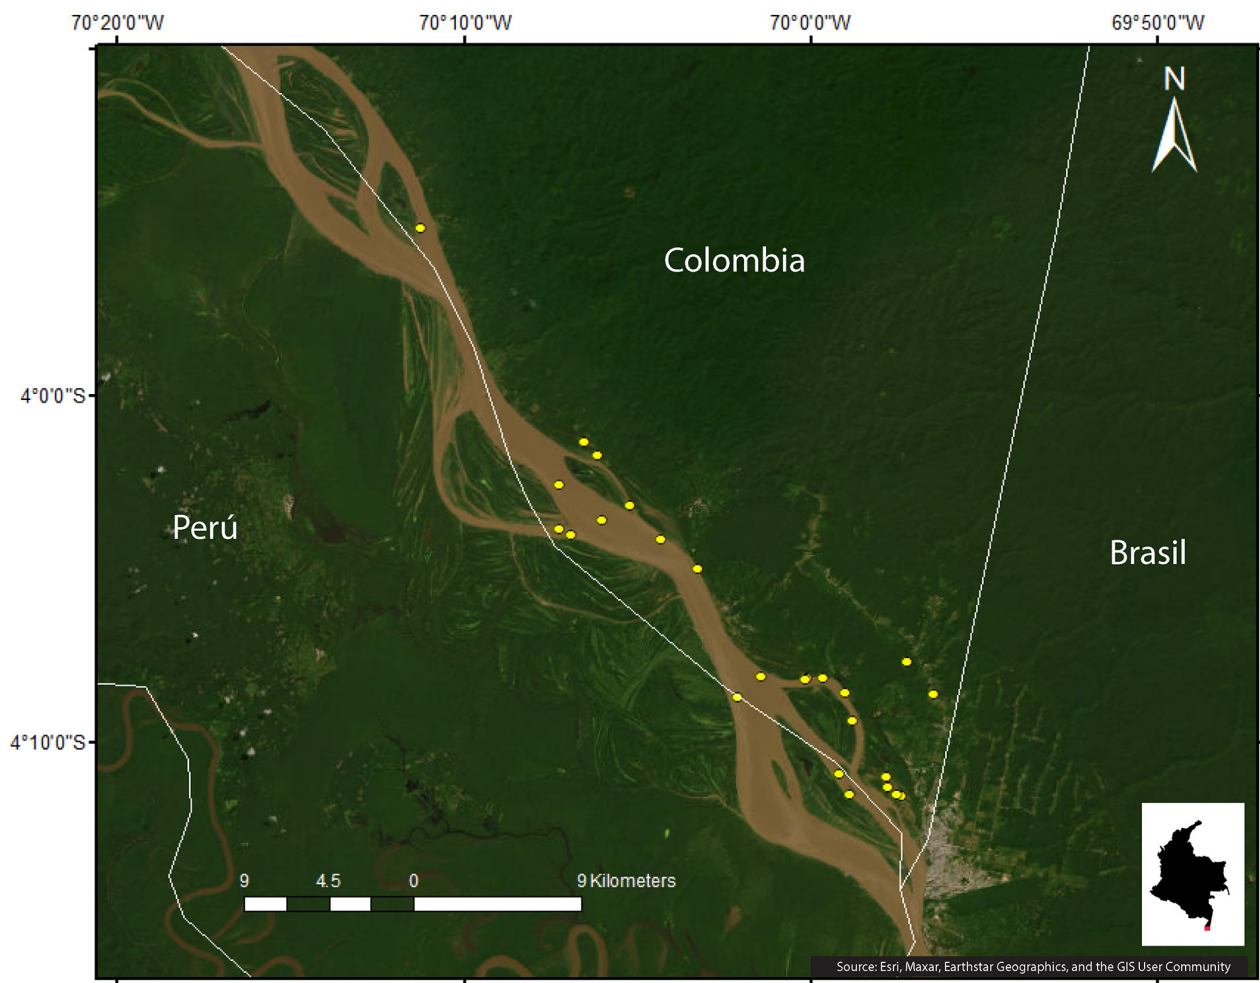 70°20'0"W 70°10'0"W 70°0'0"W 69°50'0"W
N
Colombia
4°0'0"S
Perú
Brasil
4°10'0"S
9 4.5 0 9 Kilometers
Source: Esri, Maxar, Earthstar Geographics, and the GIS User Community